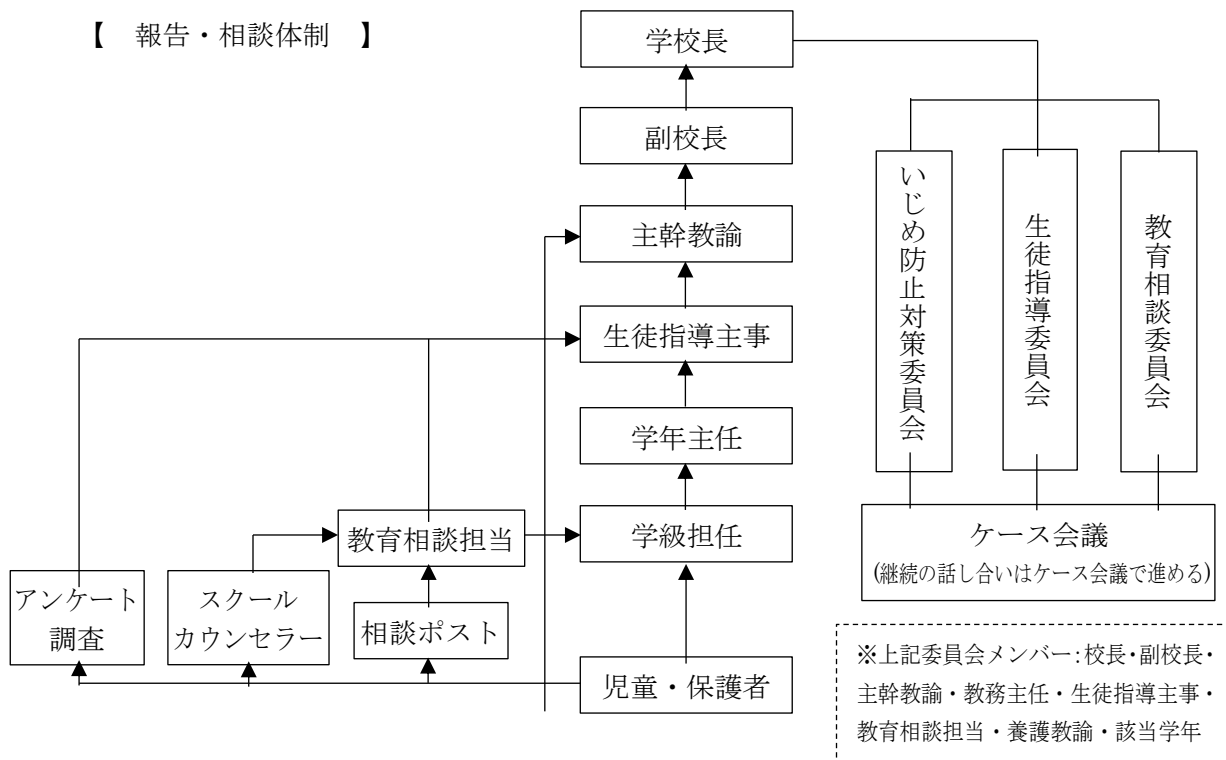 【　報告・相談体制　】
学校長
副校長
主幹教諭
生徒指導主事
学年主任
学級担任
教育相談担当
アンケート
調査
スクール
カウンセラー
相談ポスト
児童・保護者
いじめ防止対策委員会
生徒指導委員会
教育相談委員会
ケース会議
(継続の話し合いはケース会議で進める)
※上記委員会メンバー:校長・副校長・
主幹教諭・教務主任・生徒指導主事・
教育相談担当・養護教諭・該当学年